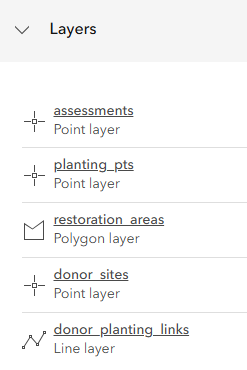 Layers
assessments
Point layer
planting_pts
Point layer
restoration_areas
Polygon layer
donor_sites
Point layer
donor_planting_links
Line layer